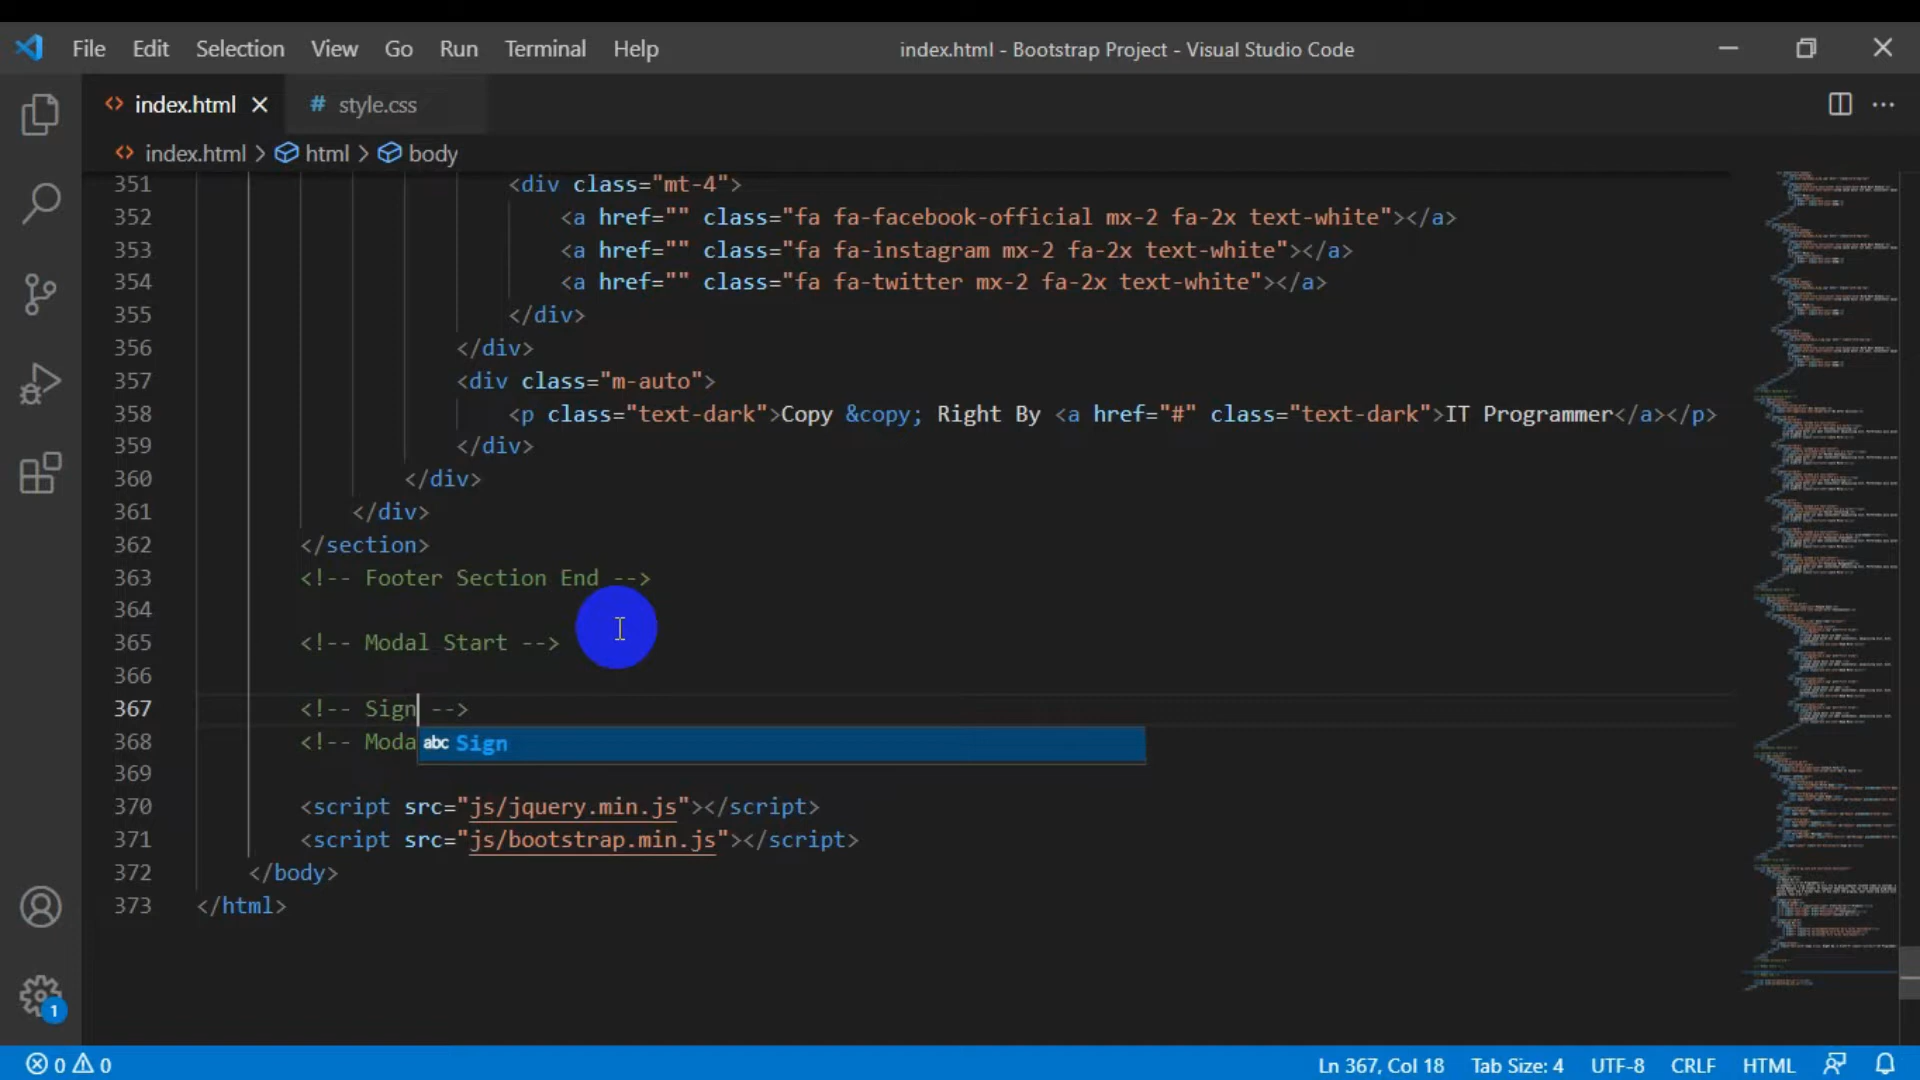 File Edit Selection View Go Run Terminal Help index.html - Bootstrap Project - Visual Studio Code
index.html # style.css
index.html > html > body
351 <div class="mt-4">
352 <a href="" class="fa fa-facebook-official mx-2 fa-2x text-white"></a>
353 <a href="" class="fa fa-instagram mx-2 fa-2x text-white"></a>
354 <a href="" class="fa fa-twitter mx-2 fa-2x text-white"></a>
355 </div>
356 </div>
357 <div class="m-auto">
358 <p class="text-dark">Copy &copy; Right By <a href="#" class="text-dark">IT Programmer</a></p>
359 </div>
360 </div>
361 </div>
362 </section>
363 <!-- Footer Section End -->
364
365 <!-- Modal Start -->
366
367 <!-- Sign -->
368 <!-- Moda abc Sign
369
370 <script src="js/jquery.min.js"></script>
371 <script src="js/bootstrap.min.js"></script>
372 </body>
373 </html>
1
0 0 Ln 367, Col 18 Tab Size: 4 UTF-8 CRLF HTML